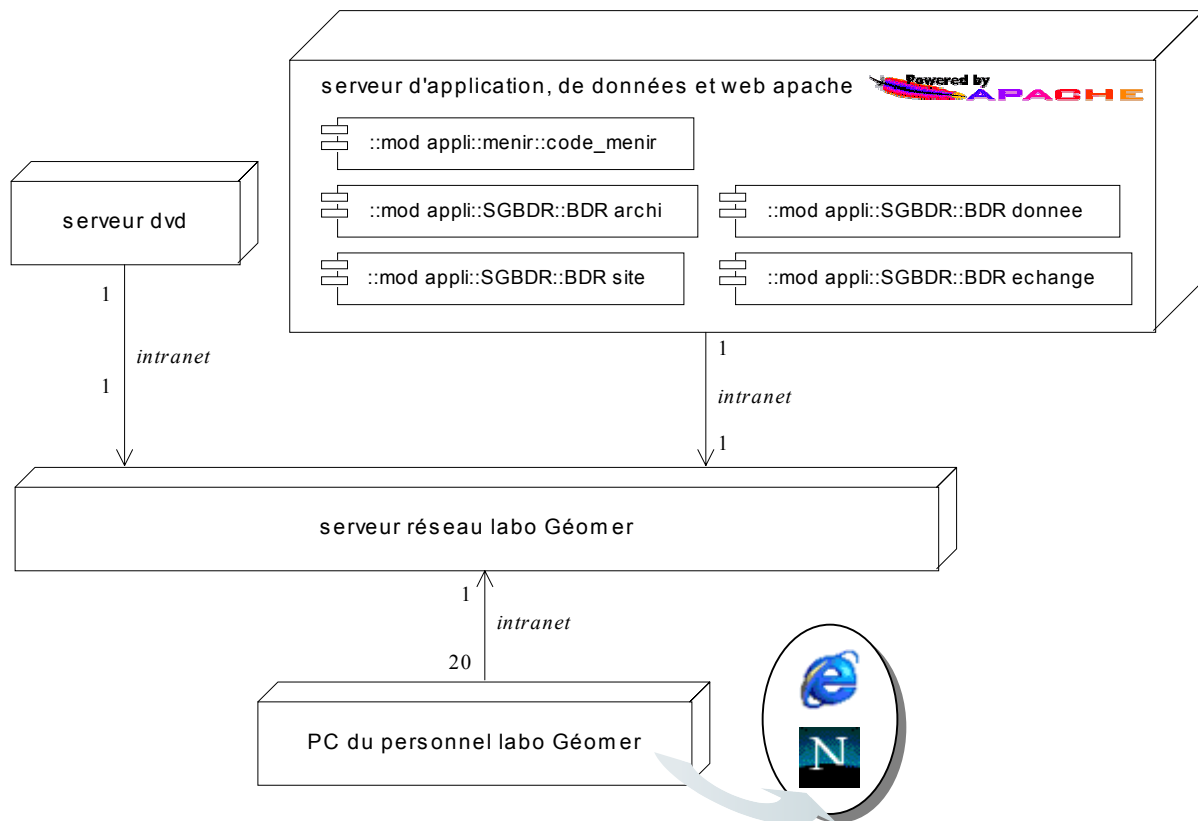 serveur d'application, de données et web apache
Powered by
APACHE
::mod appli::menir::code_menir
::mod appli::SGBDR::BDR archi
::mod appli::SGBDR::BDR donnee
::mod appli::SGBDR::BDR site
::mod appli::SGBDR::BDR echange
serveur dvd
1
intranet
1
1
intranet
1
serveur réseau labo Géomer
1
intranet
20
PC du personnel labo Géomer
e
N